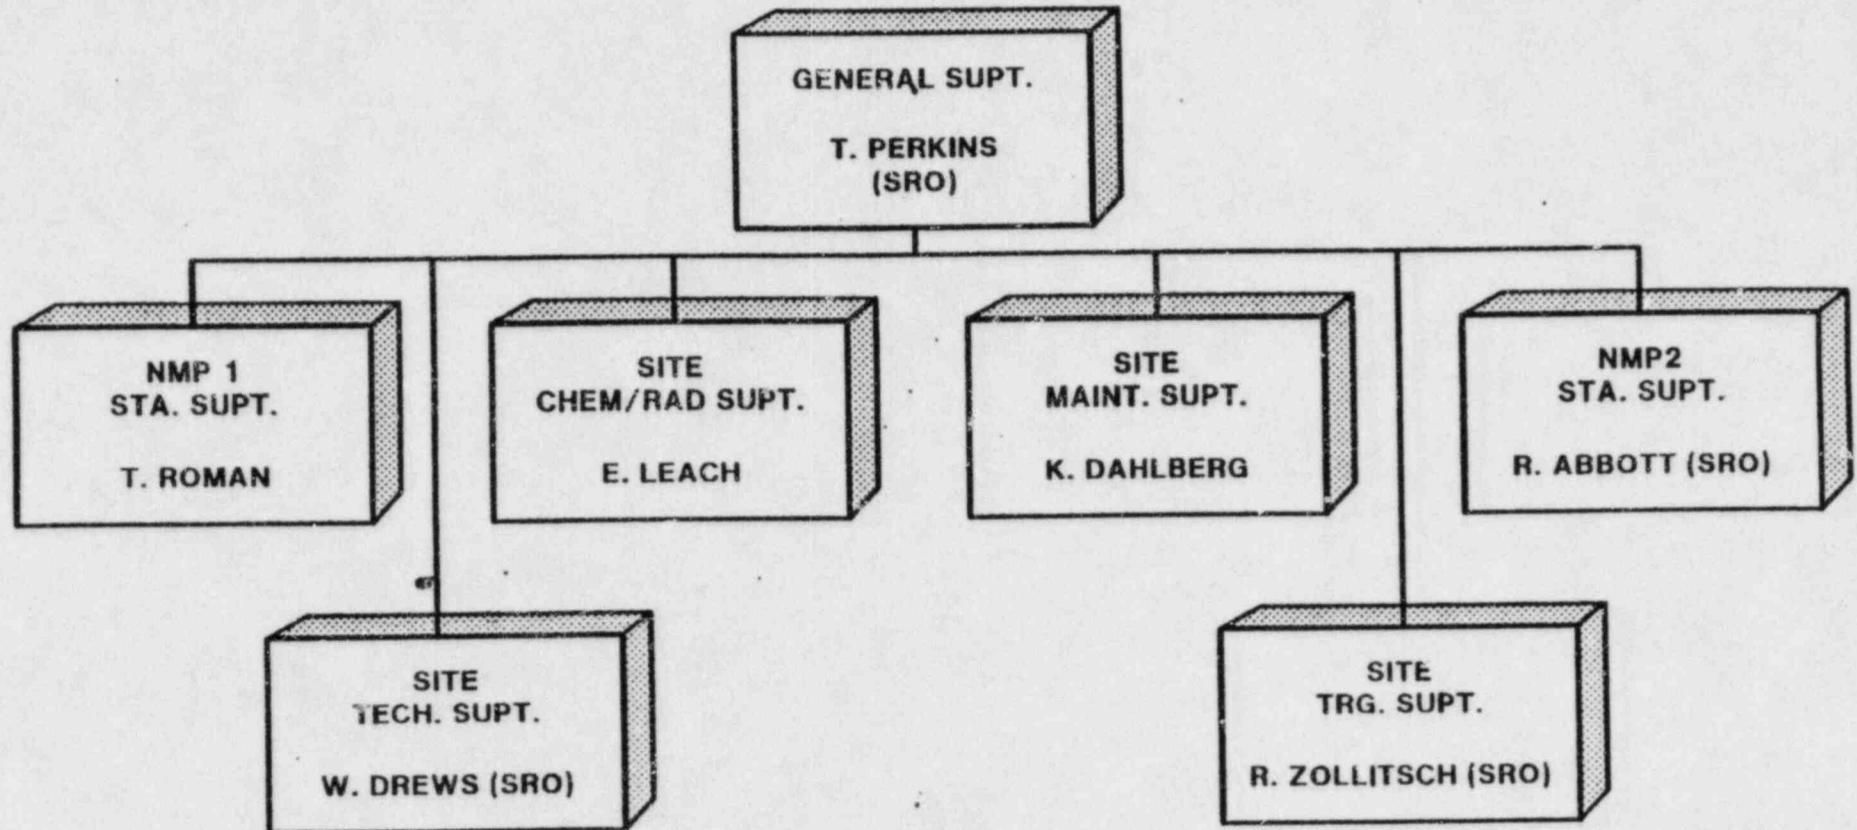 GENERAL SUPT.
T. PERKINS
(SRO)
NMP 1
STA. SUPT.
T. ROMAN
SITE
CHEM/RAD SUPT.
E. LEACH
SITE
MAINT. SUPT.
K. DAHLBERG
NMP2
STA. SUPT.
R. ABBOTT (SRO)
SITE
TECH. SUPT.
W. DREWS (SRO)
SITE
TRG. SUPT.
R. ZOLLITSCH (SRO)